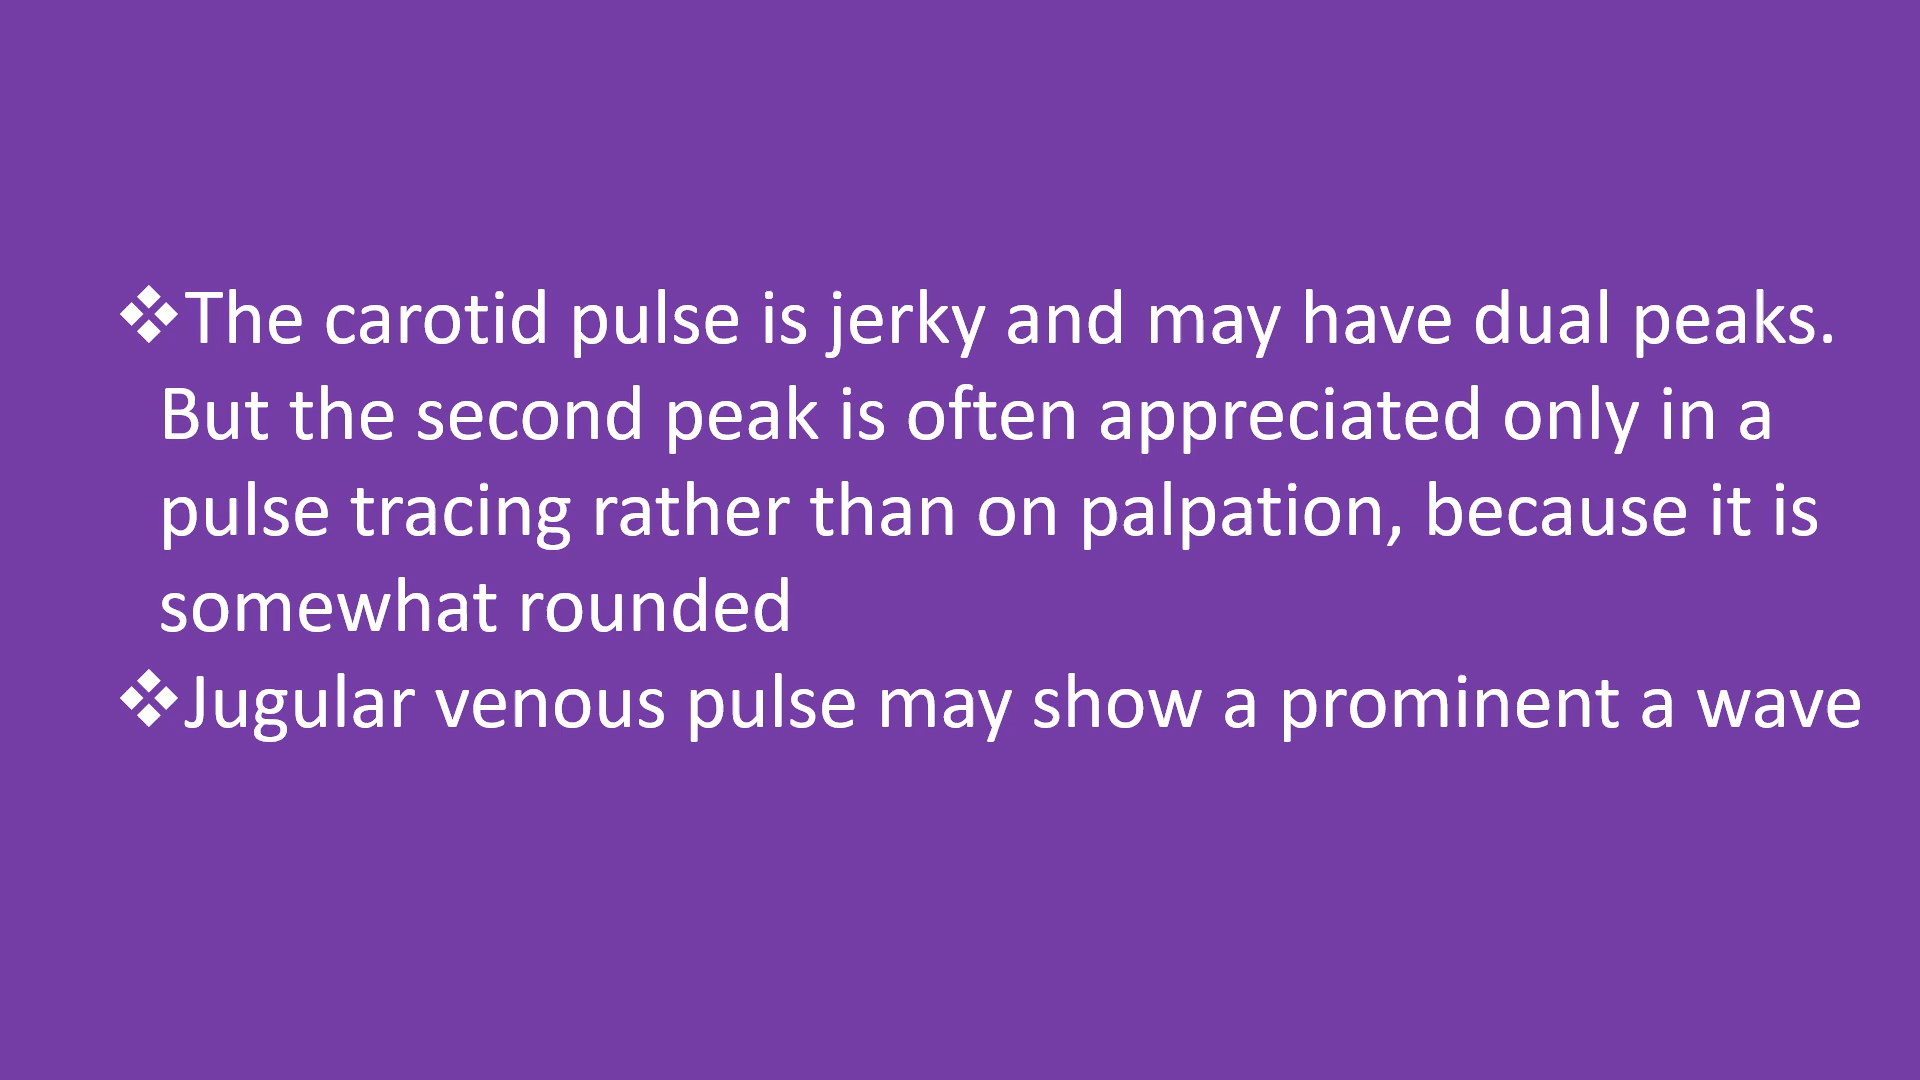 ❖The carotid pulse is jerky and may have dual peaks.
But the second peak is often appreciated only in a
pulse tracing rather than on palpation, because it is
somewhat rounded
❖Jugular venous pulse may show a prominent a wave